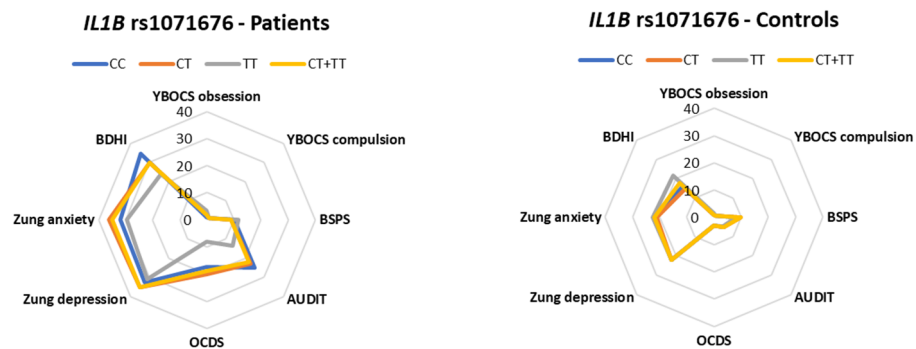 IL1B rs1071676 - Patients
CC CT TT CT+TT
YBOCS obsession
YBOCS compulsion
BSPS
AUDIT
OCDS
Zung depression
Zung anxiety
BDHI
40
30
20
10
0
IL1B rs1071676 - Controls
CC CT TT CT+TT
YBOCS obsession
YBOCS compulsion
BSPS
AUDIT
OCDS
Zung depression
Zung anxiety
BDHI
40
30
20
10
0